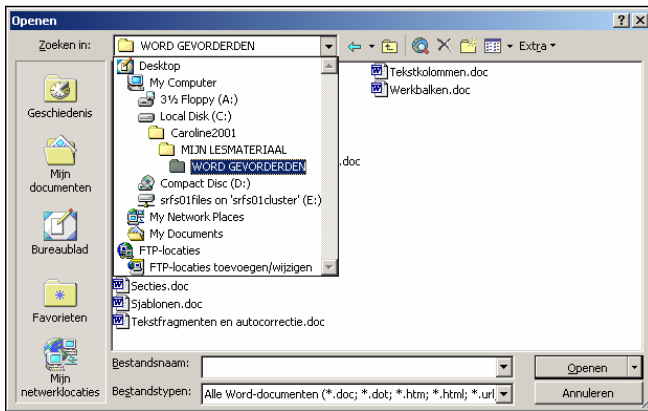 Openen
Zoeken in: WORD GEVORDERDEN Extra
Geschiedenis
Mijn documenten
Bureaublad
Favorieten
Mijn netwerklocaties
Desktop
My Computer
3½ Floppy (A:)
Local Disk (C:)
Caroline2001
MIJN LESMATERIAAL
WORD GEVORDERDEN
Compact Disc (D:)
srfs01files on 'srfs01cluster' (E:)
My Network Places
My Documents
FTP-locaties
FTP-locaties toevoegen/wijzigen
.doc
Secties.doc
Sjablonen.doc
Tekstfragmenten en autocorrectie.doc
Tekstkolommen.doc
Werkbalken.doc
Bestandsnaam: Openen
Bestandstypen: Alle Word-documenten (*.doc; *.dot; *.htm; *.html; *.url Annuleren